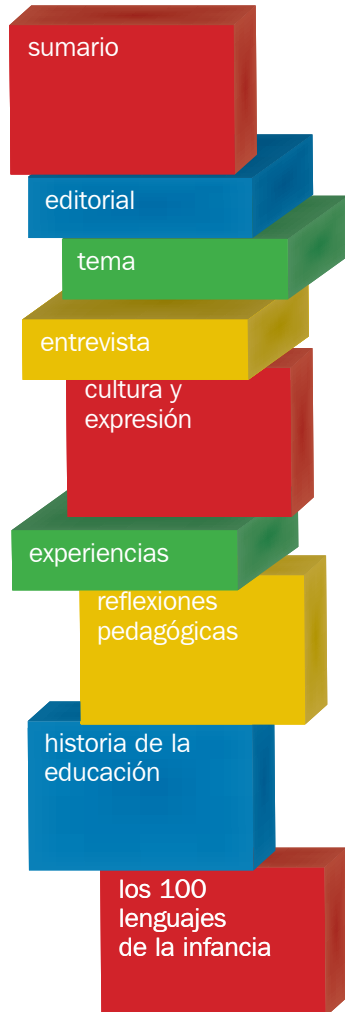 sumario
editorial
tema
entrevista
cultura y
expresión
experiencias
reflexiones
pedagógicas
historia de la
educación
los 100
lenguajes
de la infancia